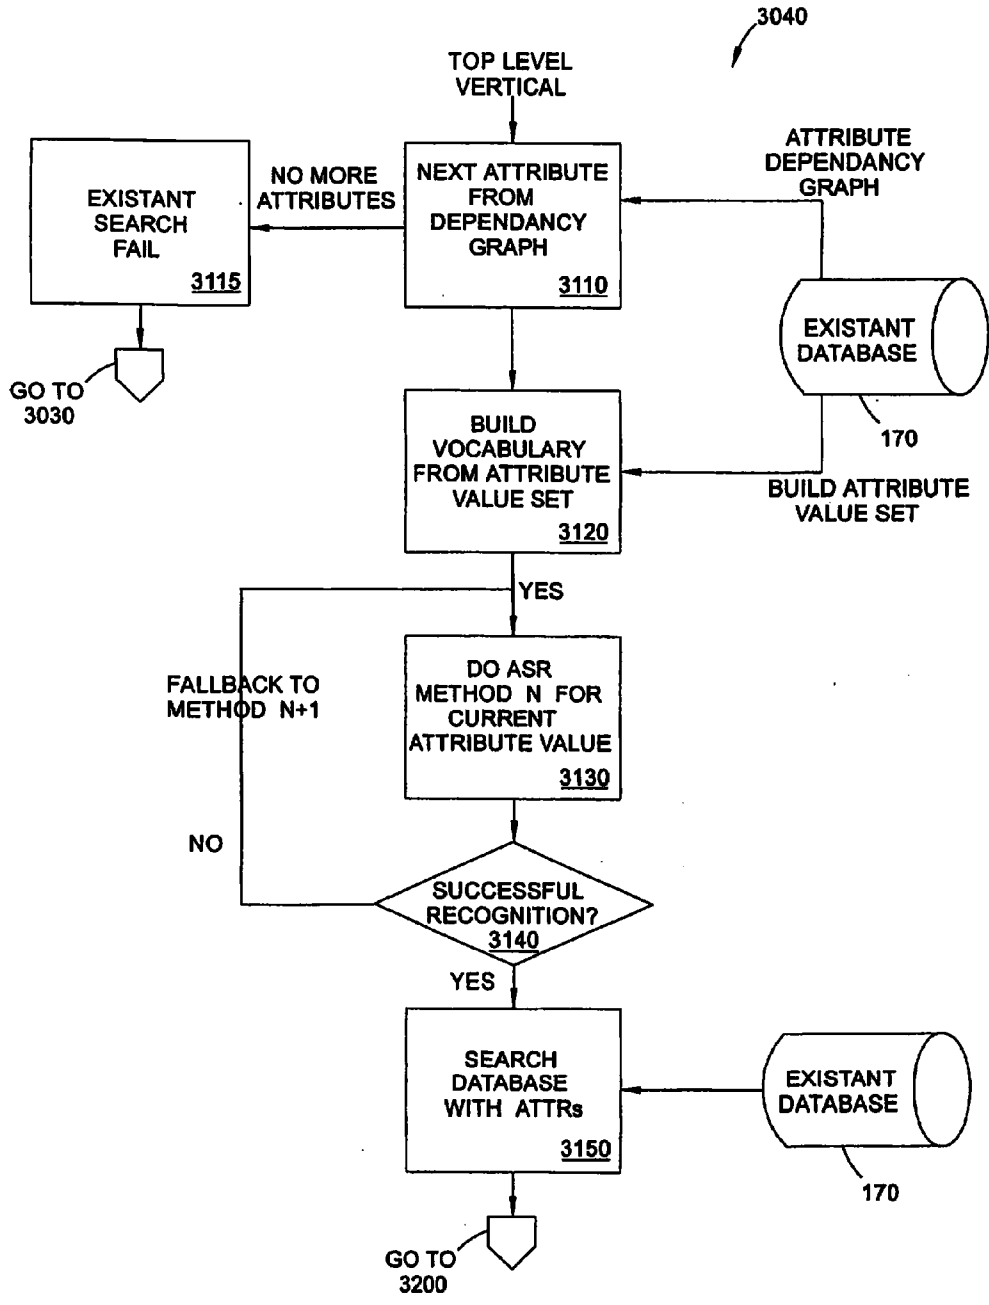 3040
TOP LEVEL
VERTICAL
ATTRIBUTE
DEPENDANCY
GRAPH
NO MORE
ATTRIBUTES
EXISTANT
SEARCH
FAIL
3115
NEXT ATTRIBUTE
FROM
DEPENDANCY
GRAPH
3110
EXISTANT
DATABASE
170
GO TO
3030
BUILD
VOCABULARY
FROM ATTRIBUTE
VALUE SET
3120
BUILD ATTRIBUTE
VALUE SET
YES
FALLBACK TO
METHOD N+1
DO ASR
METHOD N FOR
CURRENT
ATTRIBUTE VALUE
3130
NO
SUCCESSFUL
RECOGNITION?
3140
YES
SEARCH
DATABASE
WITH ATTRs
3150
EXISTANT
DATABASE
170
GO TO
3200